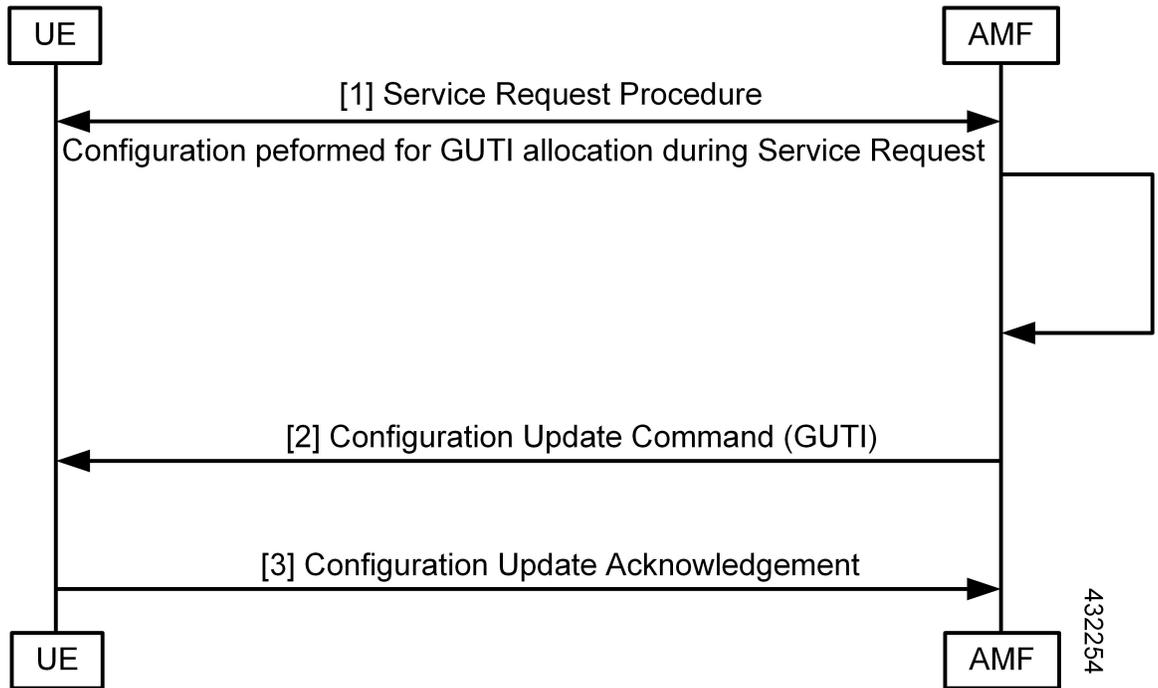 UE
AMF
[1] Service Request Procedure
Configuration peformed for GUTI allocation during Service Request
[2] Configuration Update Command (GUTI)
[3] Configuration Update Acknowledgement
432254
UE
AMF